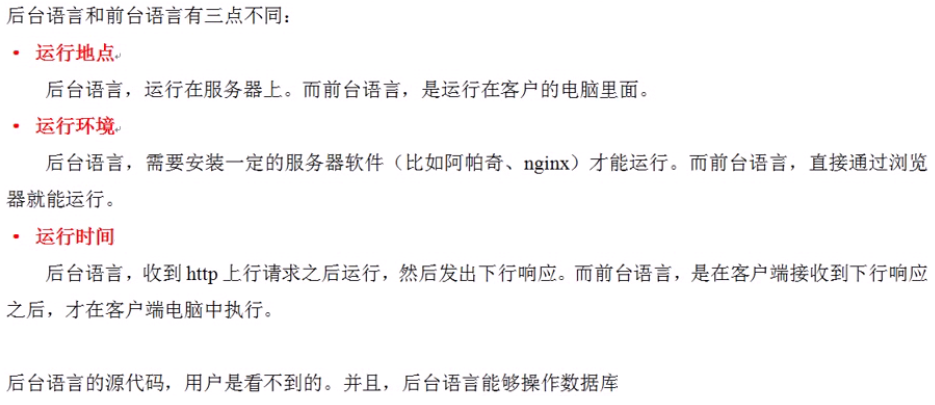 后台语言和前台语言有三点不同：
• 运行地点
后台语言，运行在服务器上。而前台语言，是运行在客户的电脑里面。
• 运行环境
后台语言，需要安装一定的服务器软件（比如阿帕奇、nginx）才能运行。而前台语言，直接通过浏览
器就能运行。
• 运行时间
后台语言，收到 http 上行请求之后运行，然后发出下行响应。而前台语言，是在客户端接收到下行响应
之后，才在客户端电脑中执行。
后台语言的源代码，用户是看不到的。并且，后台语言能够操作数据库